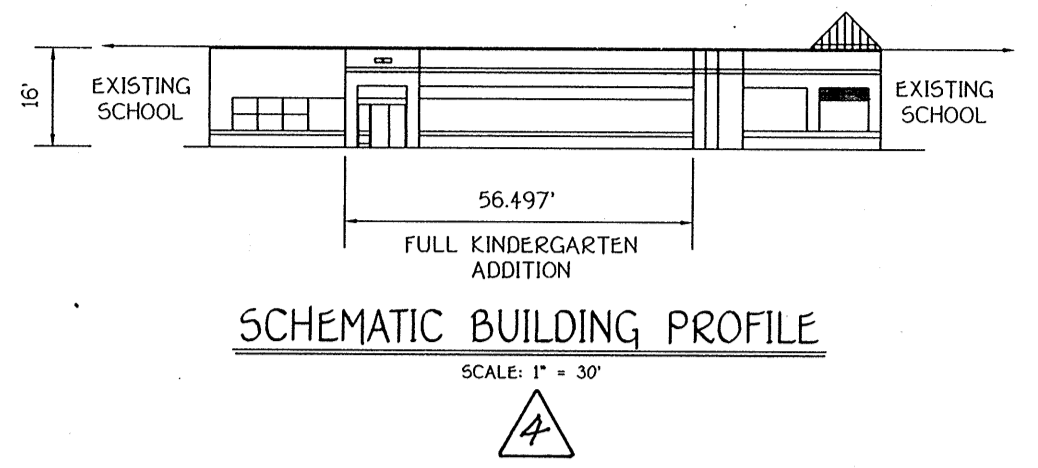 16'
EXISTING
SCHOOL
EXISTING
SCHOOL
56.497'
FULL KINDERGARTEN
ADDITION
SCHEMATIC BUILDING PROFILE
SCALE: 1" = 30'
4